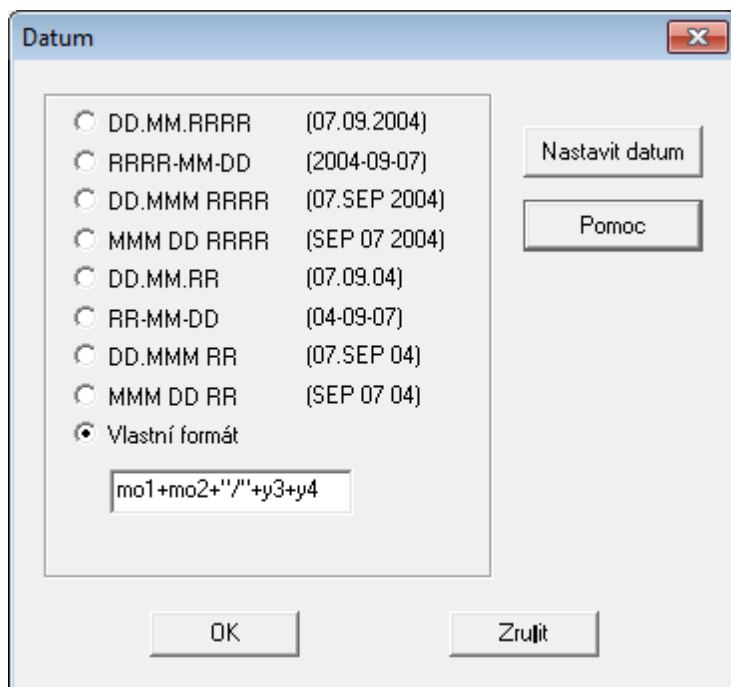 Datum
DD.MM.RRRR (07.09.2004)
RRRR-MM-DD (2004-09-07)
DD.MMM RRRR (07.SEP 2004)
MMM DD RRRR (SEP 07 2004)
DD.MM.RR (07.09.04)
RR-MM-DD (04-09-07)
DD.MMM RR (07.SEP 04)
MMM DD RR (SEP 07 04)
Vlastní formát
mo1+mo2+"/"+y3+y4
Nastavit datum
Pomoc
OK
Zrušit